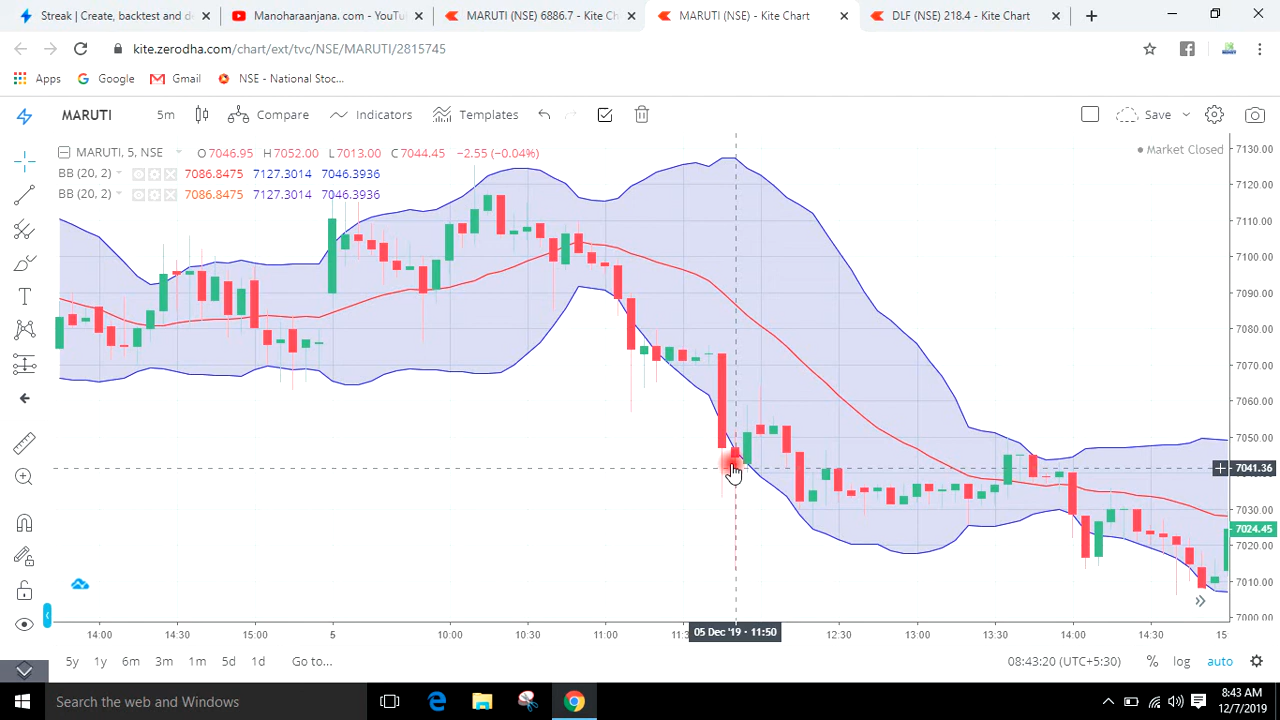 Streak | Create, backtest and de
Manoharaanjana. com - YouTu
MARUTI (NSE) 6886.7 - Kite Ch
MARUTI (NSE) - Kite Chart
DLF (NSE) 218.4 - Kite Chart
kite.zerodha.com/chart/ext/tvc/NSE/MARUTI/2815745
Apps Google Gmail NSE - National Stoc...
MARUTI 5m Compare Indicators Templates Save
MARUTI, 5, NSE O7046.95 H7052.00 L7013.00 C7044.45 −2.55 (−0.04%)
Market Closed
BB (20, 2) 7086.8475 7127.3014 7046.3936
BB (20, 2) 7086.8475 7127.3014 7046.3936
7130.00
7120.00
7110.00
7100.00
7090.00
7080.00
7070.00
7060.00
7050.00
7041.36
7030.00
7024.45
7020.00
7010.00
7000.00
14:00 14:30 15:00 5 10:00 10:30 11:00 05 Dec '19 - 11:50 12:30 13:00 13:30 14:00 14:30 15
5y 1y 6m 3m 1m 5d 1d Go to... 08:43:20 (UTC+5:30) % log auto
Search the web and Windows
8:43 AM
12/7/2019